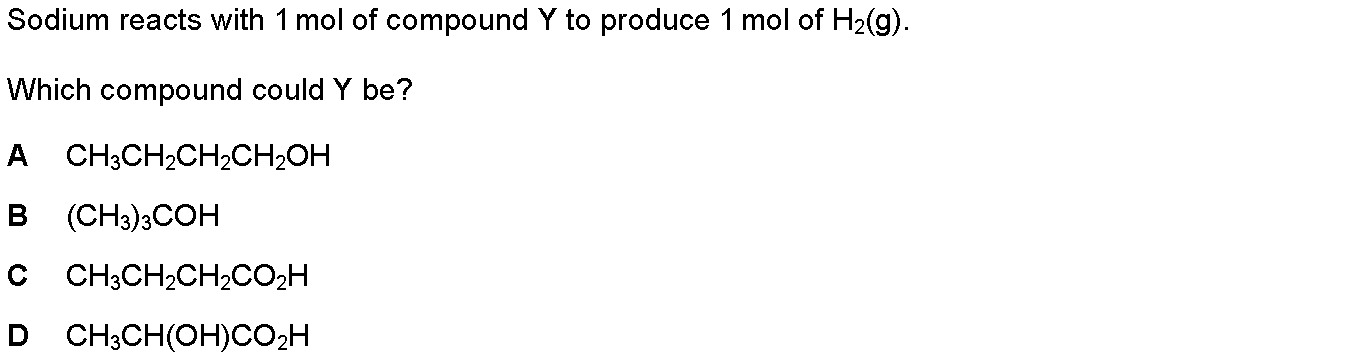 Sodium reacts with 1 mol of compound Y to produce 1 mol of H₂(g).
Which compound could Y be?
A CH₃CH₂CH₂CH₂OH
B (CH₃)₃COH
C CH₃CH₂CH₂CO₂H
D CH₃CH(OH)CO₂H